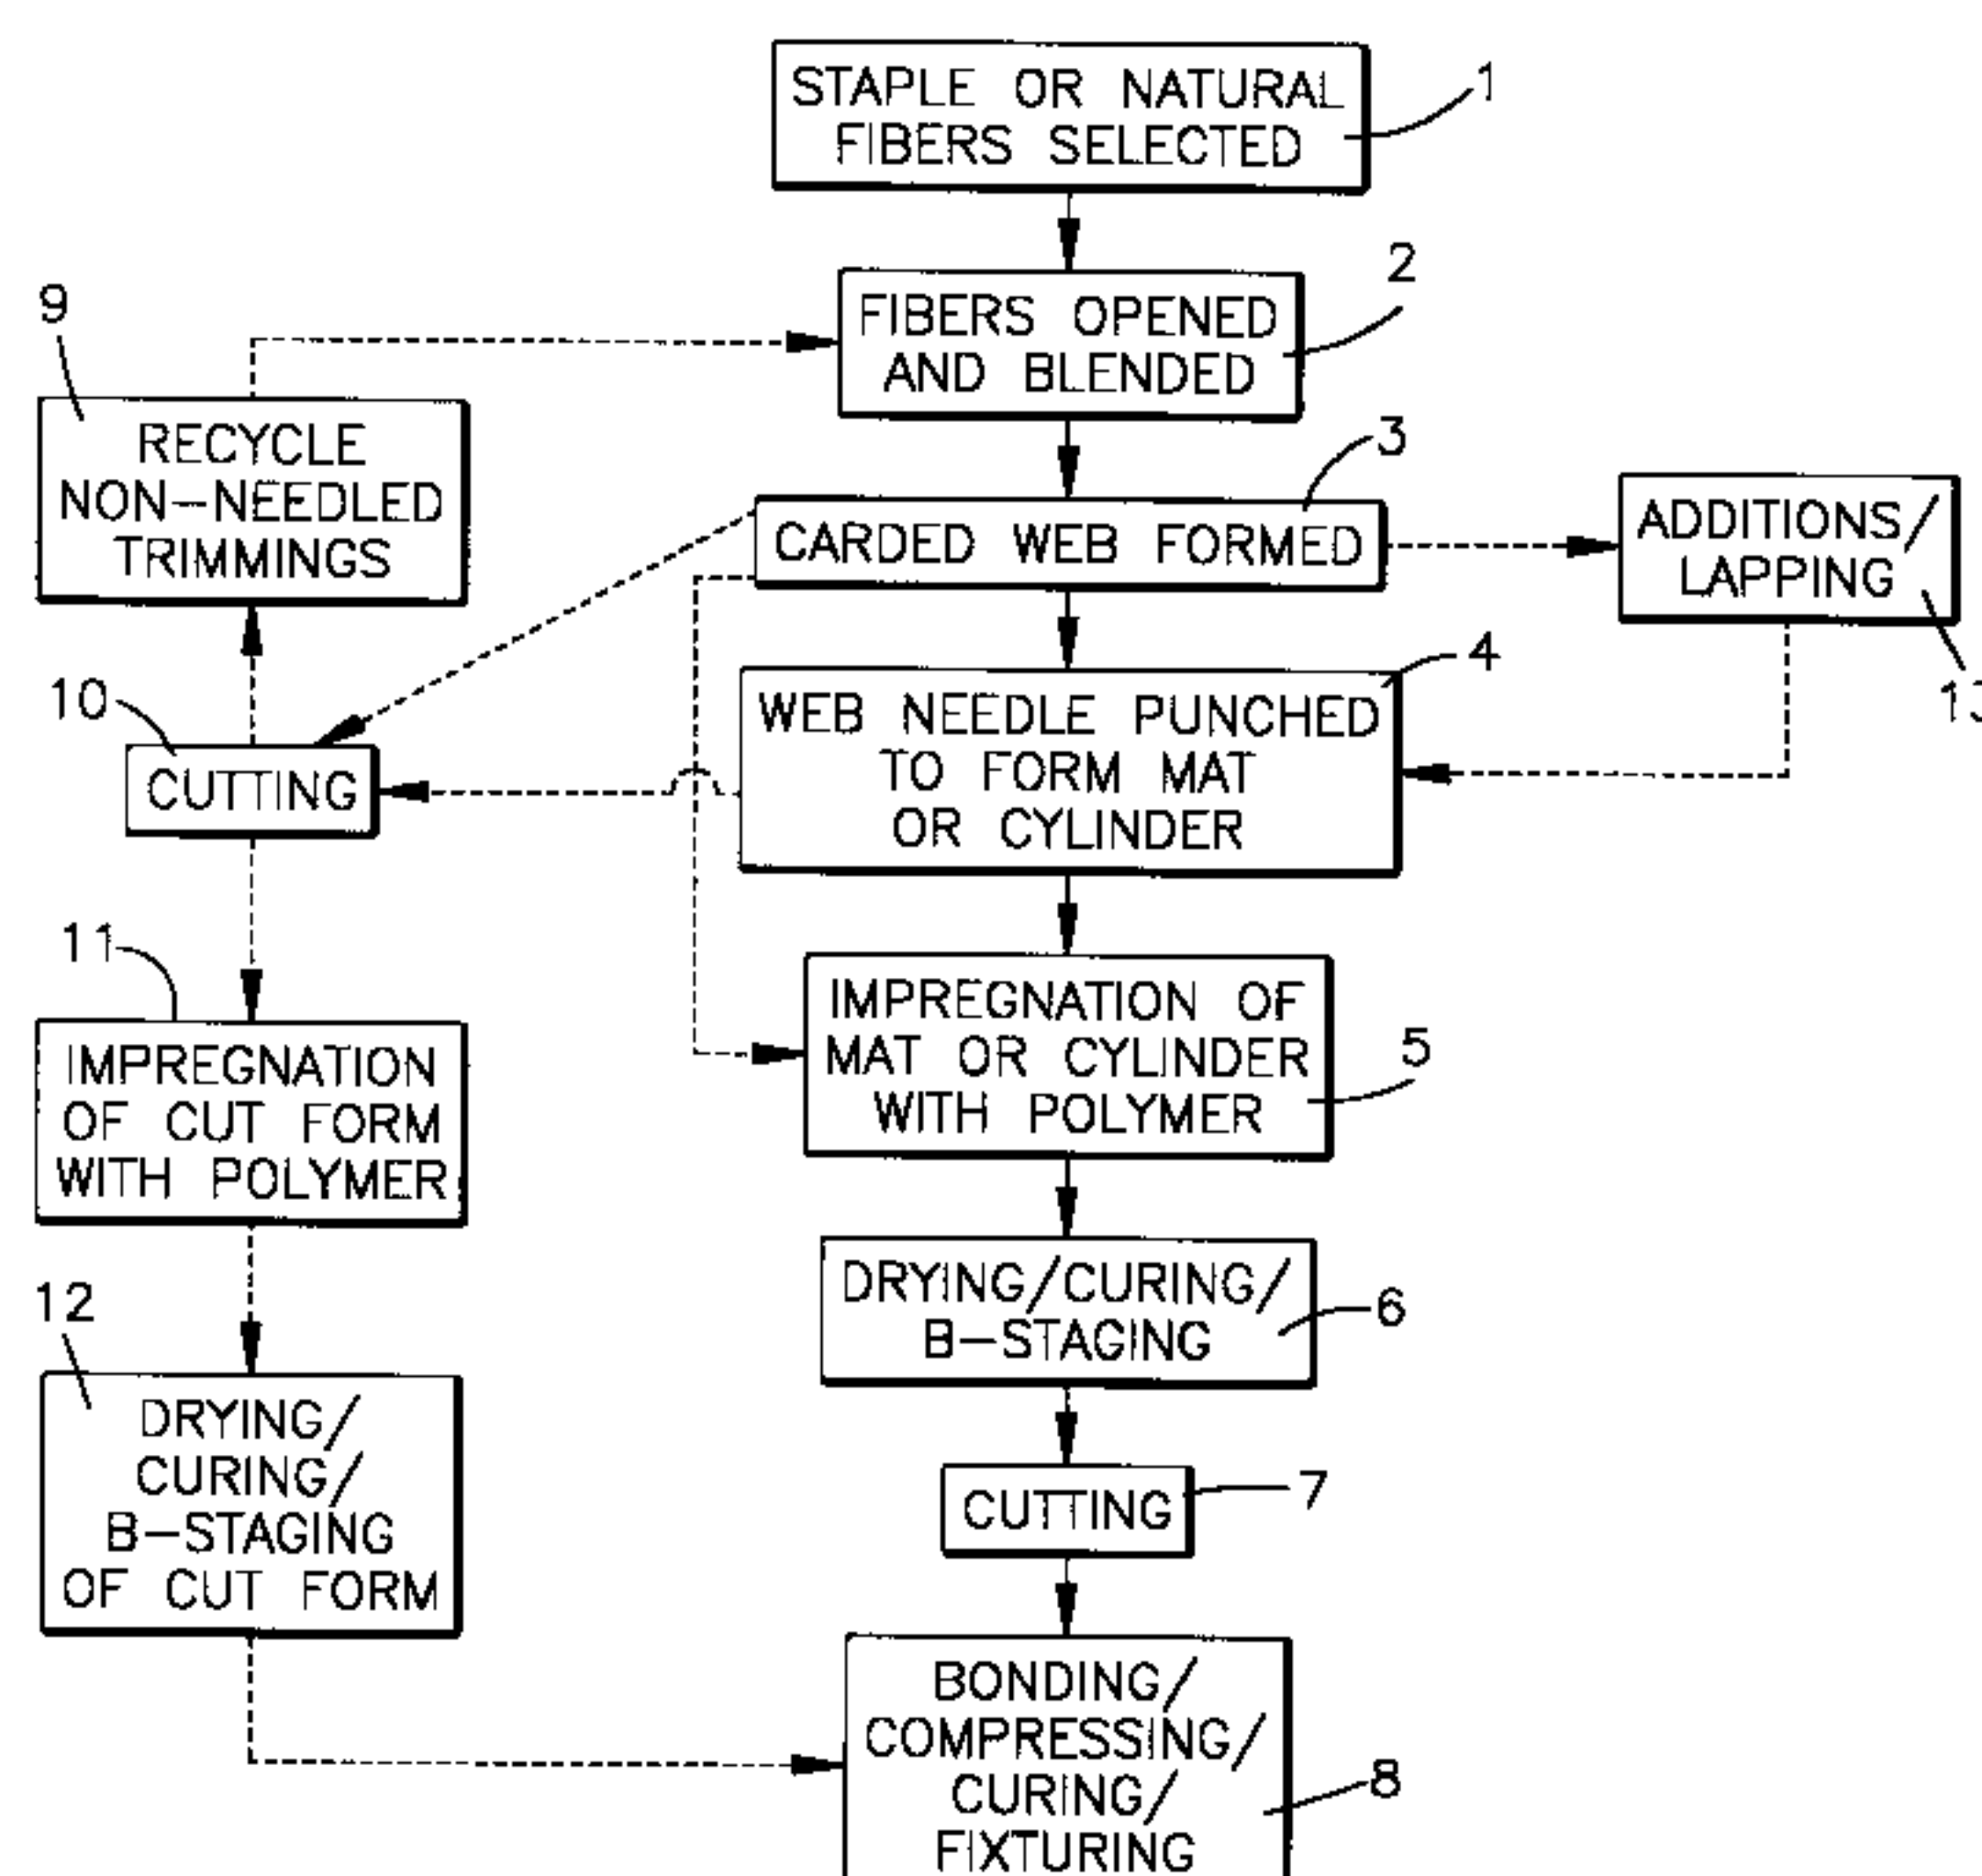 STAPLE OR NATURAL
FIBERS SELECTED
1
FIBERS OPENED
AND BLENDED
2
9
RECYCLE
NON-NEEDLED
TRIMMINGS
CARDED WEB FORMED
3
ADDITIONS/
LAPPING
13
WEB NEEDLE PUNCHED
TO FORM MAT
OR CYLINDER
4
10
CUTTING
IMPREGNATION OF
MAT OR CYLINDER
WITH POLYMER
5
11
IMPREGNATION
OF CUT FORM
WITH POLYMER
DRYING/CURING/
B-STAGING
6
12
DRYING/
CURING/
B-STAGING
OF CUT FORM
CUTTING
7
BONDING/
COMPRESSING/
CURING/
FIXTURING
8